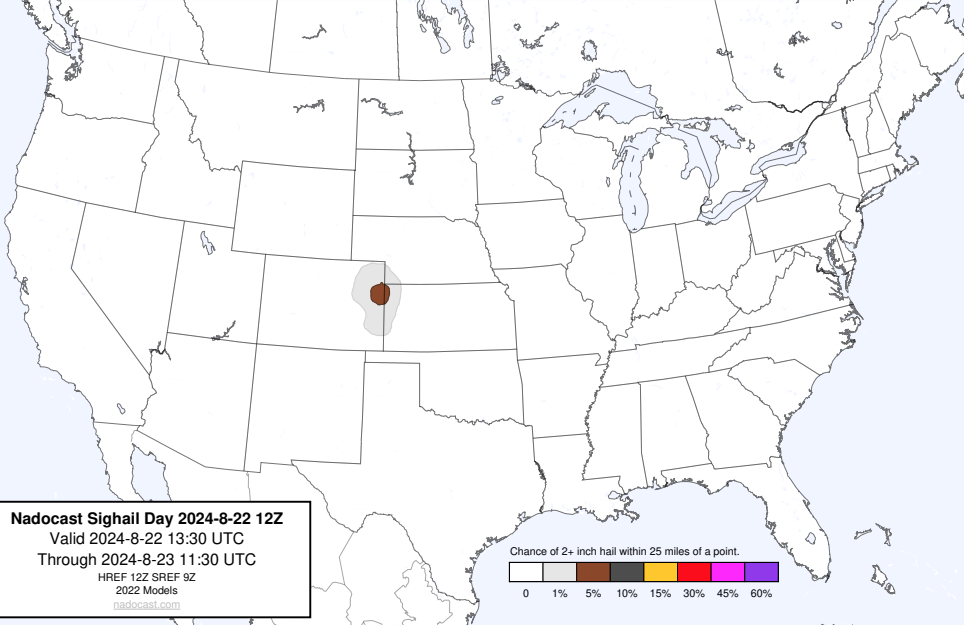 Nadocast Sighail Day 2024-8-22 12Z
Valid 2024-8-22 13:30 UTC
Through 2024-8-23 11:30 UTC
HREF 12Z SREF 9Z
2022 Models
nadocast.com
Chance of 2+ inch hail within 25 miles of a point.
0 1% 5% 10% 15% 30% 45% 60%